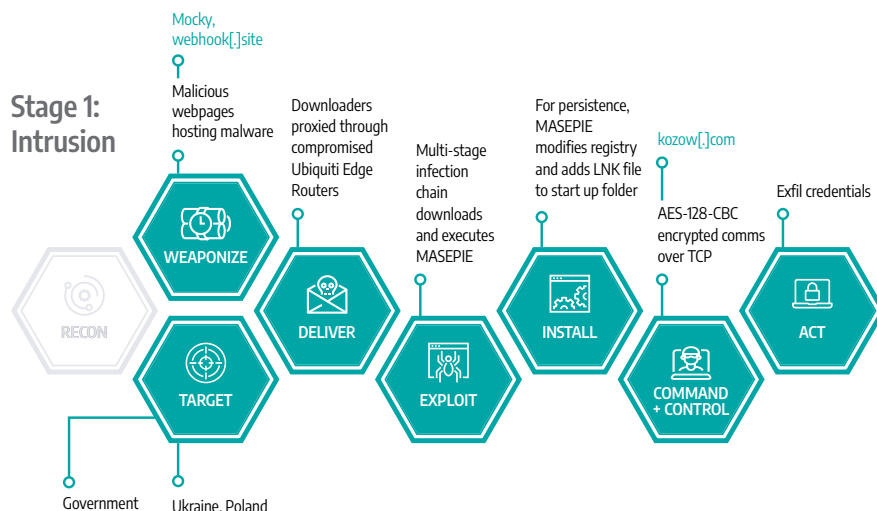 Mocky,
webhook[.]site
Stage 1:
Intrusion
Malicious
webpages
hosting malware
Downloaders
proxied through
compromised
Ubiquiti Edge
Routers
Multi-stage
infection
chain
downloads
and executes
MASEPIE
For persistence,
MASEPIE
modifies registry
and adds LNK file
to start up folder
kozow[.]com
AES-128-CBC
encrypted comms
over TCP
Exfil credentials
RECON
WEAPONIZE
TARGET
DELIVER
EXPLOIT
INSTALL
COMMAND
+ CONTROL
ACT
Government
Ukraine, Poland